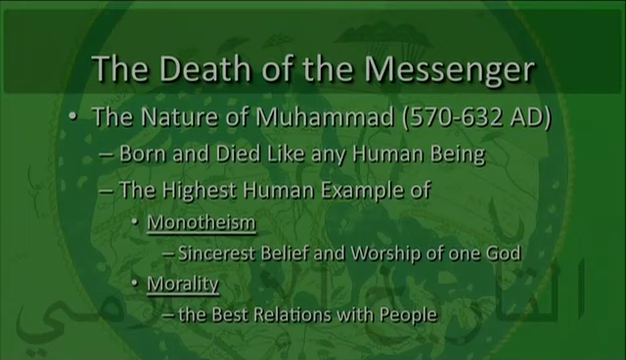 The Death of the Messenger
• The Nature of Muhammad (570-632 AD)
– Born and Died Like any Human Being
– The Highest Human Example of
• Monotheism
– Sincerest Belief and Worship of one God
• Morality
– the Best Relations with People
التاريخ الإسلامي